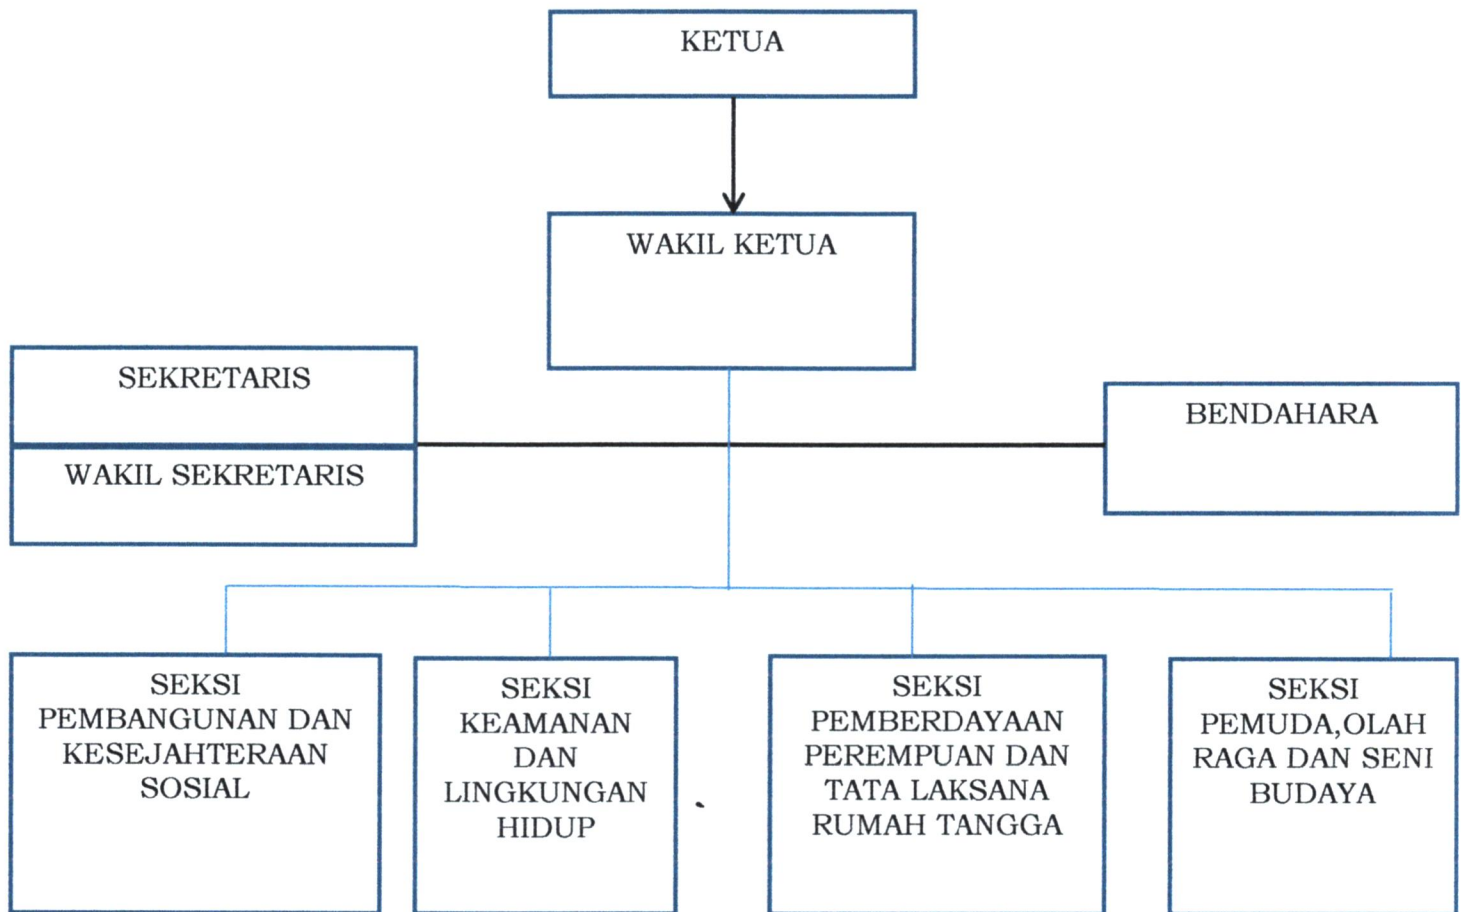 KETUA
WAKIL KETUA
SEKRETARIS
WAKIL SEKRETARIS
BENDAHARA
SEKSI
PEMBANGUNAN DAN
KESEJAHTERAAN
SOSIAL
SEKSI
KEAMANAN
DAN
LINGKUNGAN
HIDUP
SEKSI
PEMBERDAYAAN
PEREMPUAN DAN
TATA LAKSANA
RUMAH TANGGA
SEKSI
PEMUDA,OLAH
RAGA DAN SENI
BUDAYA